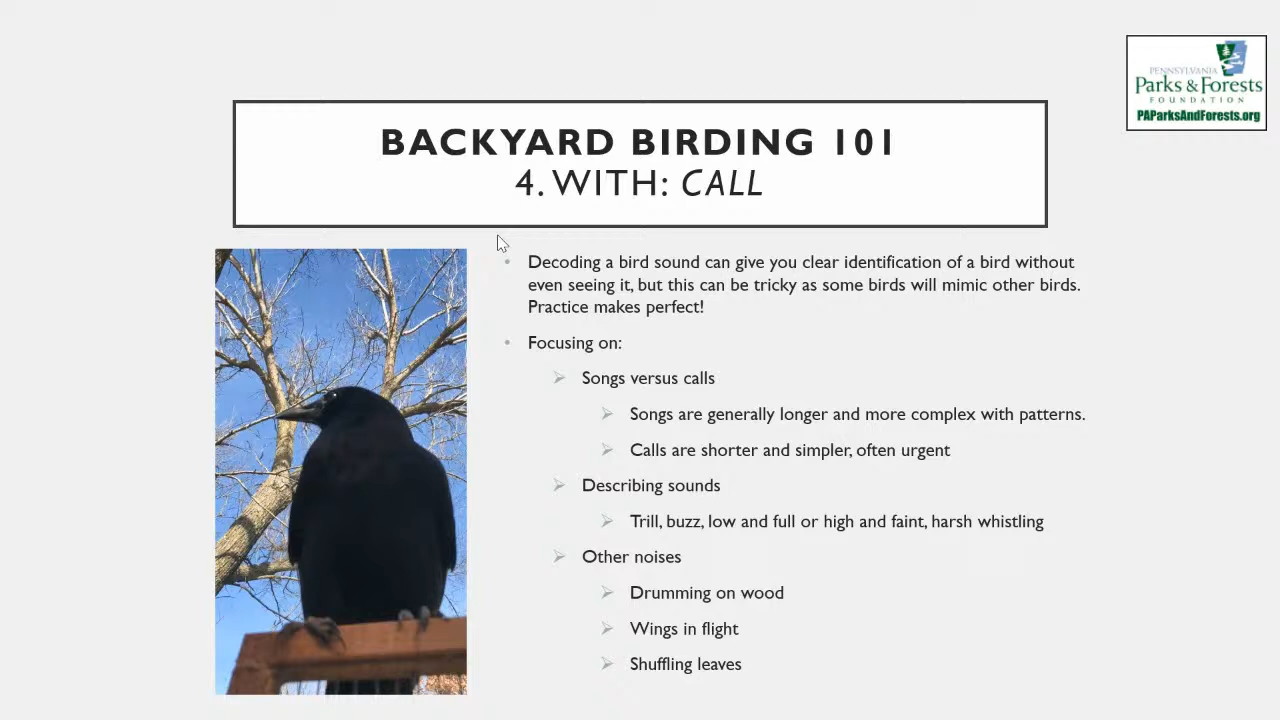 PENNSYLVANIA
Parks & Forests
FOUNDATION
PAParksAndForests.org
BACKYARD BIRDING 101
4. WITH: CALL
• Decoding a bird sound can give you clear identification of a bird without
even seeing it, but this can be tricky as some birds will mimic other birds.
Practice makes perfect!
• Focusing on:
➢ Songs versus calls
➢ Songs are generally longer and more complex with patterns.
➢ Calls are shorter and simpler, often urgent
➢ Describing sounds
➢ Trill, buzz, low and full or high and faint, harsh whistling
➢ Other noises
➢ Drumming on wood
➢ Wings in flight
➢ Shuffling leaves